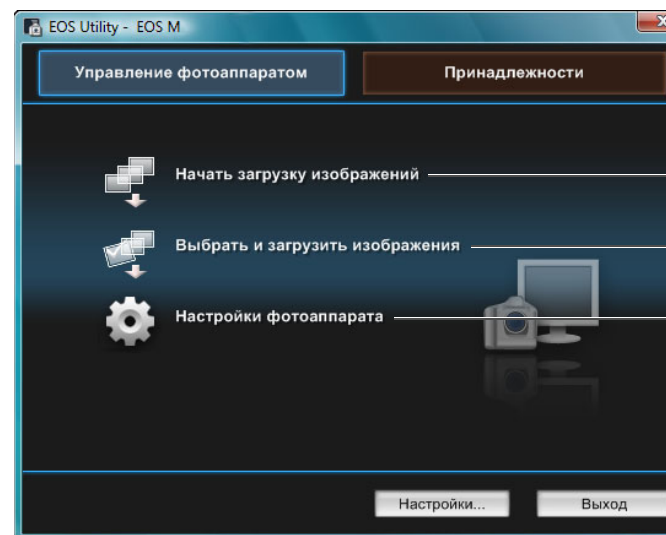 EOS Utility - EOS M
Управление фотоаппаратом
Принадлежности
Начать загрузку изображений
Выбрать и загрузить изображения
Настройки фотоаппарата
Настройки...
Выход